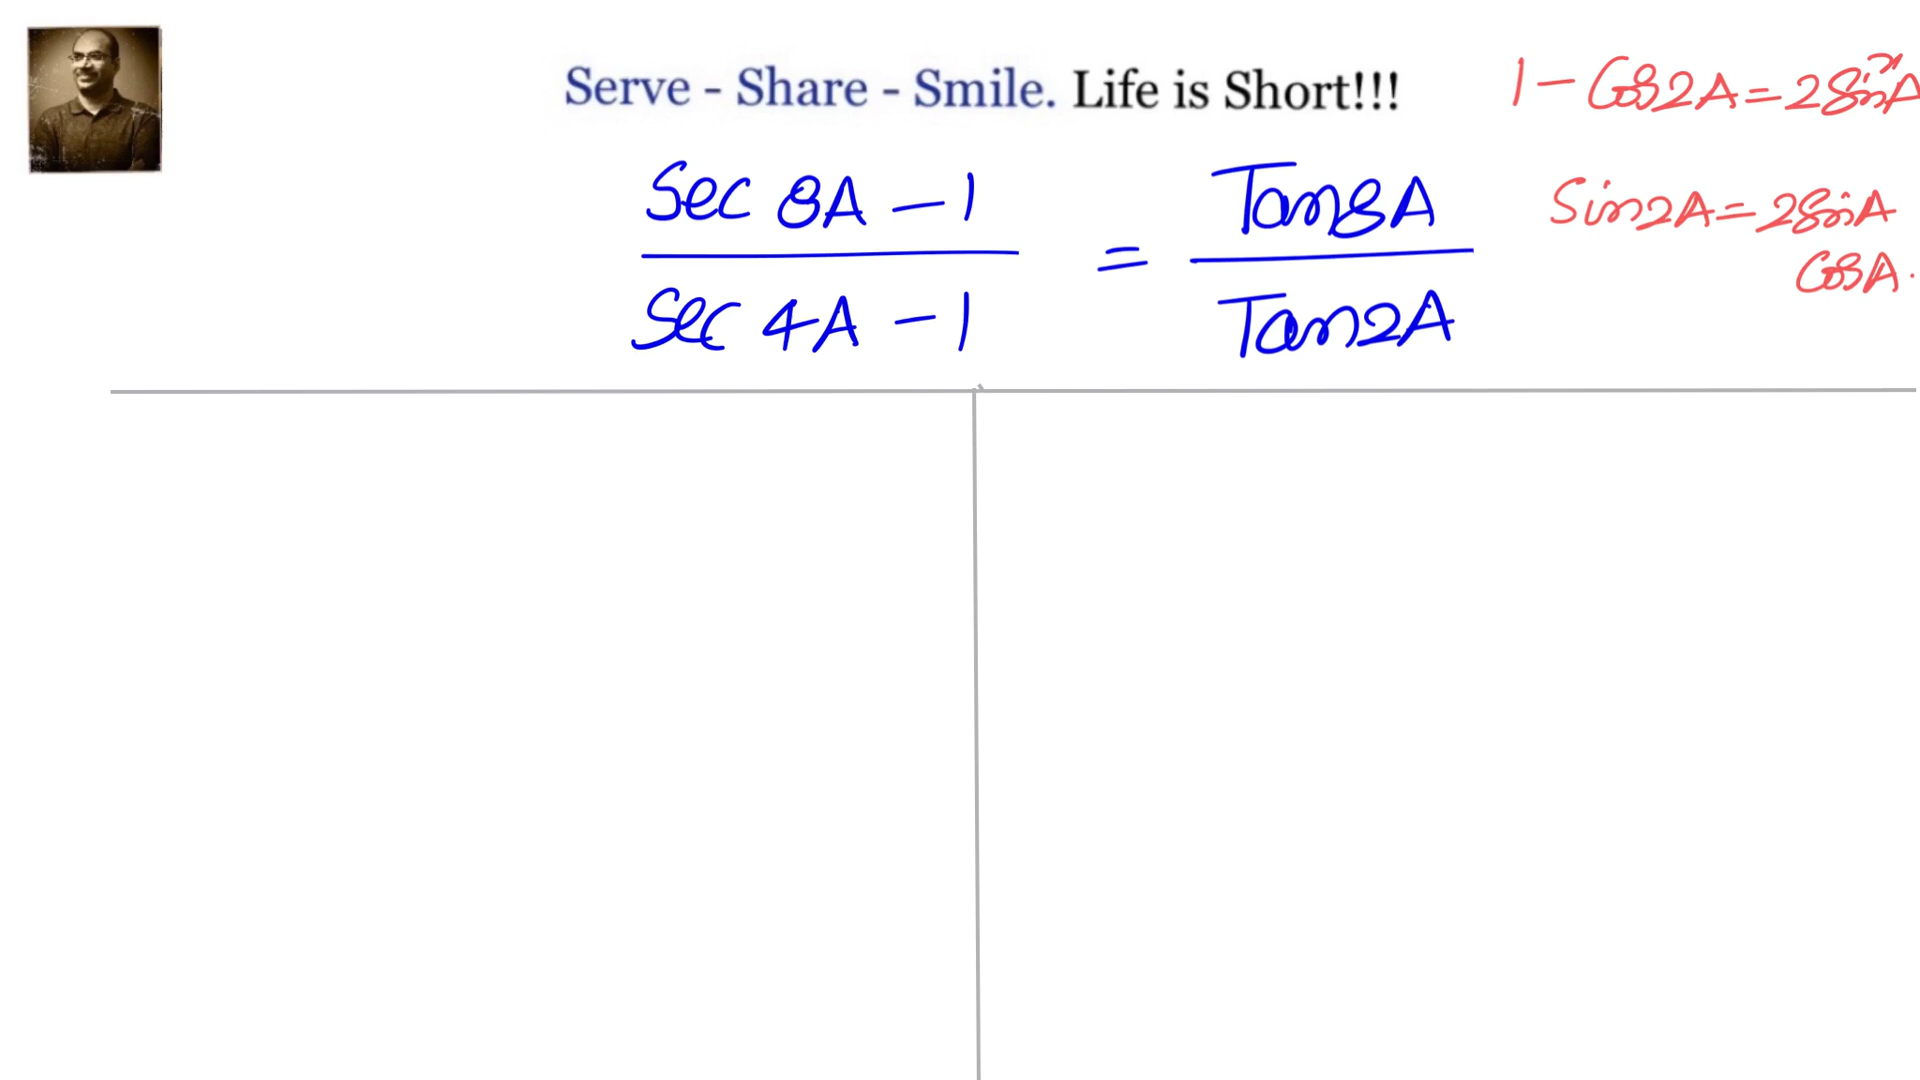 Serve - Share - Smile. Life is Short!!!
1 - Cos2A = 2Sin²A
Sec 8A - 1 = Tan8A
Sec 4A - 1 Tan2A
Sin2A = 2SinA
CosA.